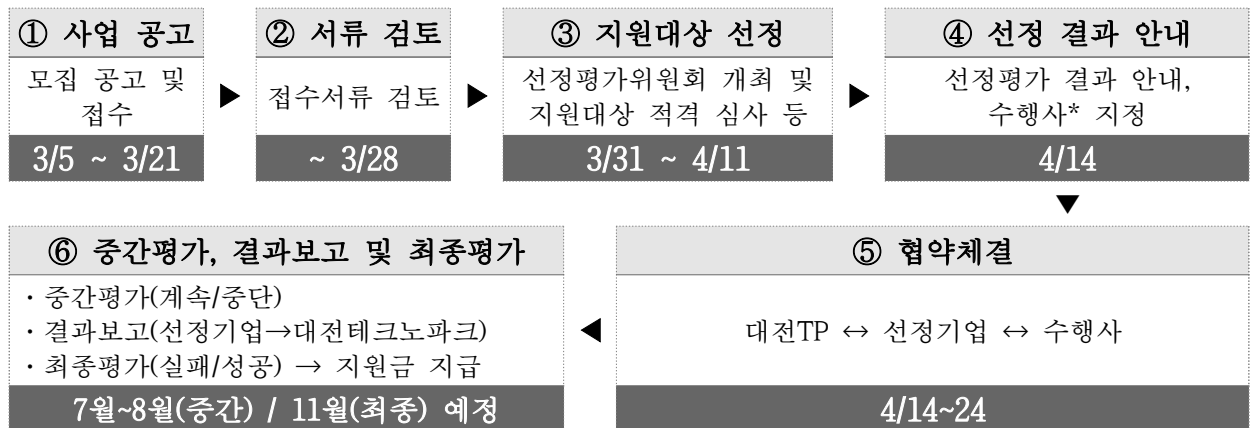 ① 사업 공고
모집 공고 및
접수
3/5 ~ 3/21
▶
② 서류 검토
접수서류 검토
~ 3/28
▶
③ 지원대상 선정
선정평가위원회 개최 및
지원대상 적격 심사 등
3/31 ~ 4/11
▶
④ 선정 결과 안내
선정평가 결과 안내,
수행사* 지정
4/14
▼
⑤ 협약체결
대전TP ↔ 선정기업 ↔ 수행사
4/14~24
◀
⑥ 중간평가, 결과보고 및 최종평가
· 중간평가(계속/중단)
· 결과보고(선정기업→대전테크노파크)
· 최종평가(실패/성공) → 지원금 지급
7월~8월(중간) / 11월(최종) 예정